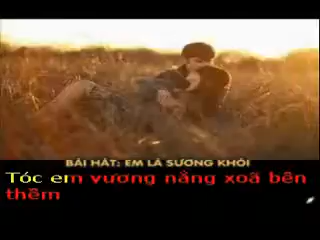 BÀI HÁT: EM LÀ SƯƠNG KHÓI
Tóc em vương nắng xoã bên
thềm